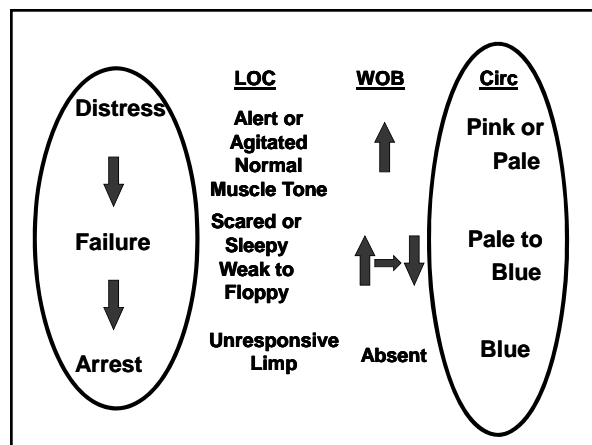 LOC WOB Circ
Distress
Alert or
Agitated
Normal
Muscle Tone
Pink or
Pale
Failure
Scared or
Sleepy
Weak to
Floppy
Pale to
Blue
Arrest
Unresponsive
Limp
Absent
Blue